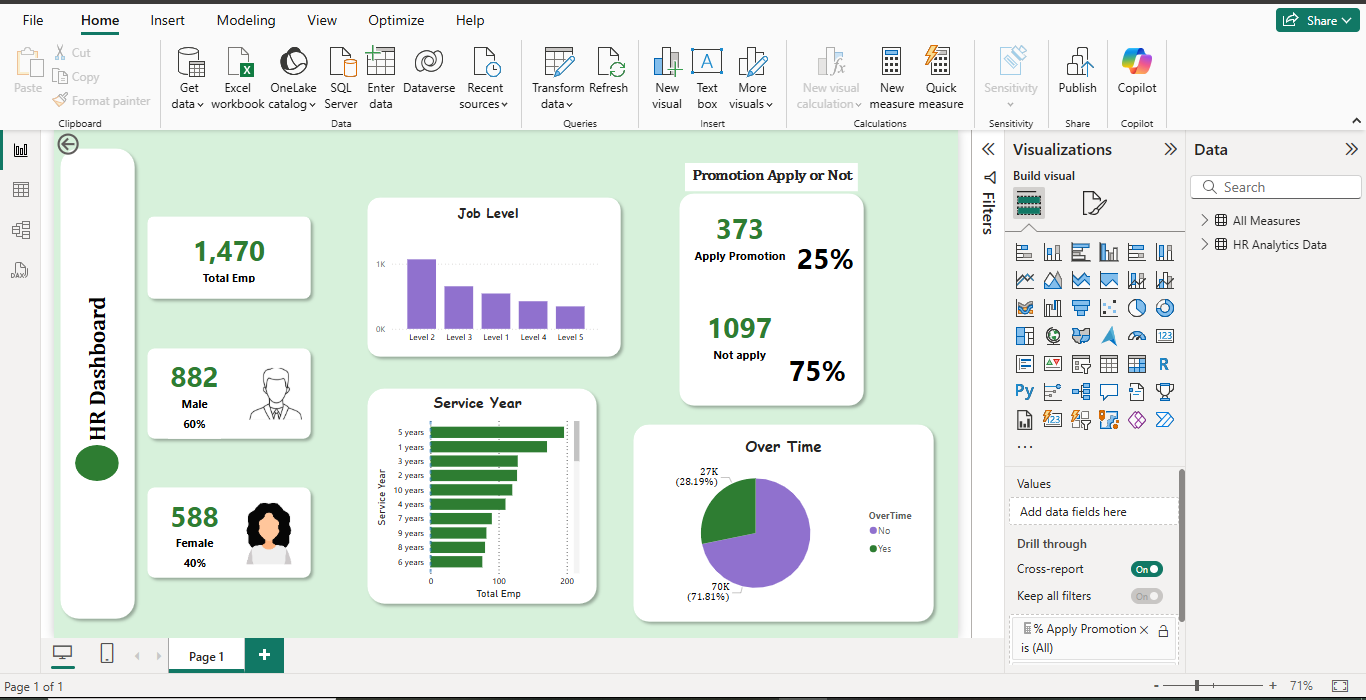 File Home Insert Modeling View Optimize Help Share
Paste
Cut
Copy
Format painter
Clipboard
Get data
Excel workbook
OneLake catalog
SQL Server
Enter data
Dataverse
Recent sources
Data
Transform data
Refresh
Queries
New visual
Text box
More visuals
Insert
New visual calculation
New measure
Quick measure
Calculations
Sensitivity
Sensitivity
Publish
Share
Copilot
Copilot
HR Dashboard
1,470
Total Emp
882
Male
60%
588
Female
40%
Job Level
1K
0K
Level 2 Level 3 Level 1 Level 4 Level 5
Service Year
Service Year
5 years
1 years
3 years
2 years
10 years
4 years
7 years
9 years
8 years
6 years
0 100 200
Total Emp
Promotion Apply or Not
373
Apply Promotion
25%
1097
Not apply
75%
Over Time
27K
(28.19%)
70K
(71.81%)
OverTime
No
Yes
Filters
Visualizations
Build visual
123
R
Py
123
...
Values
Add data fields here
Drill through
Cross-report
On
Keep all filters
On
% Apply Promotion
is (All)
Data
Search
All Measures
HR Analytics Data
DAX
Page 1
Page 1 of 1
- + 71%